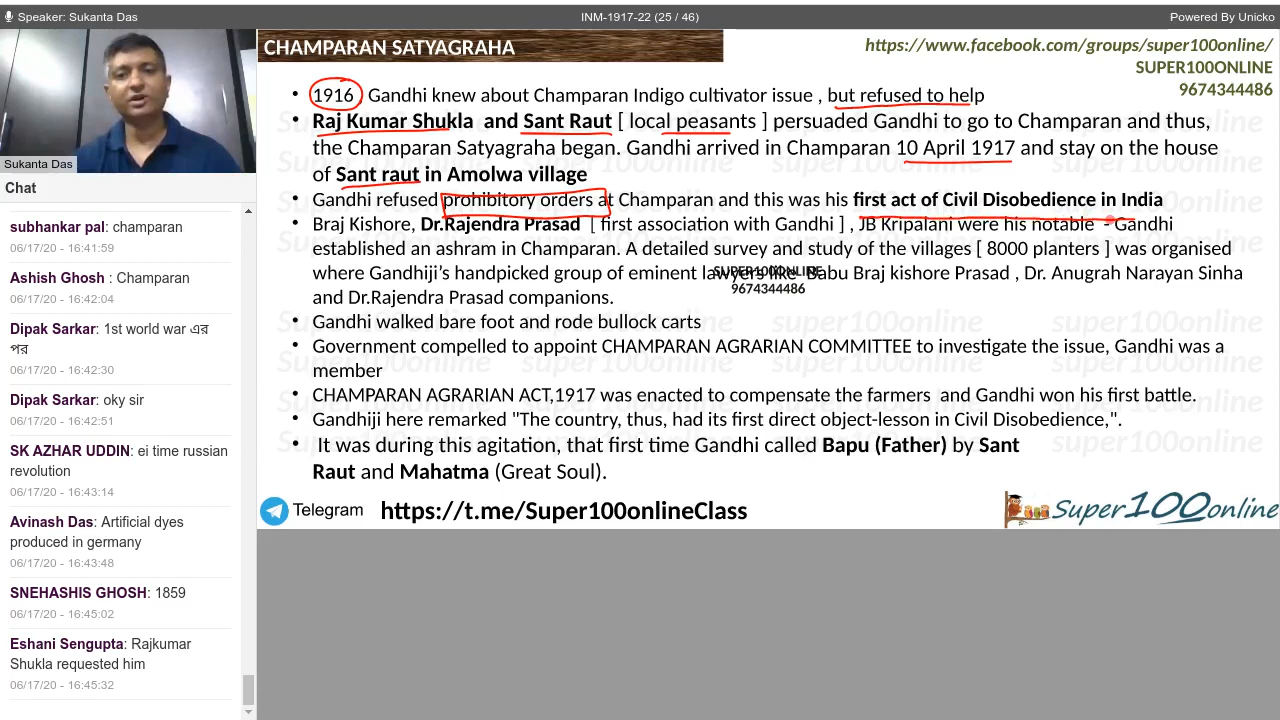 Speaker: Sukanta Das
INM-1917-22 (25 / 46)
Powered By Unicko
Sukanta Das
Chat
subhankar pal: champaran
06/17/20 - 16:41:59
Ashish Ghosh : Champaran
06/17/20 - 16:42:04
Dipak Sarkar: 1st world war এর
পর
06/17/20 - 16:42:30
Dipak Sarkar: oky sir
06/17/20 - 16:42:51
SK AZHAR UDDIN: ei time russian
revolution
06/17/20 - 16:43:14
Avinash Das: Artificial dyes
produced in germany
06/17/20 - 16:43:48
SNEHASHIS GHOSH: 1859
06/17/20 - 16:45:02
Eshani Sengupta: Rajkumar
Shukla requested him
06/17/20 - 16:45:32
CHAMPARAN SATYAGRAHA
https://www.facebook.com/groups/super100online/
SUPER100ONLINE
9674344486
• 1916 Gandhi knew about Champaran Indigo cultivator issue , but refused to help
• Raj Kumar Shukla and Sant Raut [ local peasants ] persuaded Gandhi to go to Champaran and thus,
the Champaran Satyagraha began. Gandhi arrived in Champaran 10 April 1917 and stay on the house
of Sant raut in Amolwa village
• Gandhi refused prohibitory orders at Champaran and this was his first act of Civil Disobedience in India
• Braj Kishore, Dr.Rajendra Prasad [ first association with Gandhi ] , JB Kripalani were his notable - Gandhi
established an ashram in Champaran. A detailed survey and study of the villages [ 8000 planters ] was organised
where Gandhiji’s handpicked group of eminent lawyers like Babu Braj kishore Prasad , Dr. Anugrah Narayan Sinha
and Dr.Rajendra Prasad companions.
• Gandhi walked bare foot and rode bullock carts
• Government compelled to appoint CHAMPARAN AGRARIAN COMMITTEE to investigate the issue, Gandhi was a
member
• CHAMPARAN AGRARIAN ACT,1917 was enacted to compensate the farmers and Gandhi won his first battle.
• Gandhiji here remarked "The country, thus, had its first direct object-lesson in Civil Disobedience,".
• It was during this agitation, that first time Gandhi called Bapu (Father) by Sant
Raut and Mahatma (Great Soul).
SUPER100ONLINE
9674344486
Telegram https://t.me/Super100onlineClass
Super100online